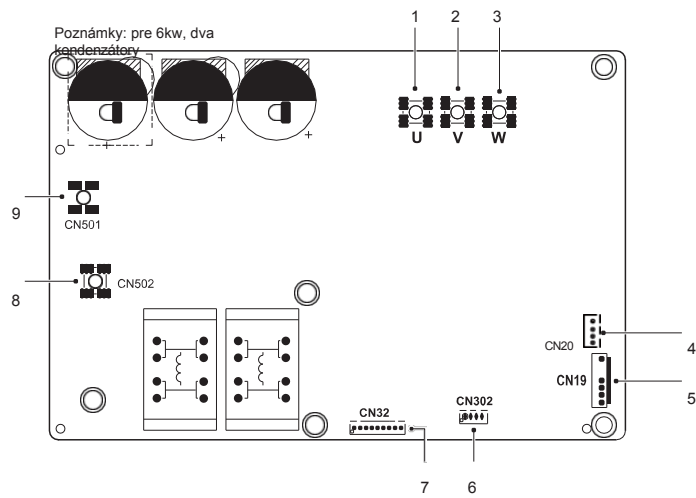 Poznámky: pre 6kw, dva
kondenzátory
1
2
3
U
V
W
9
CN501
8
CN502
CN20
4
CN19
5
CN32
CN302
7
6